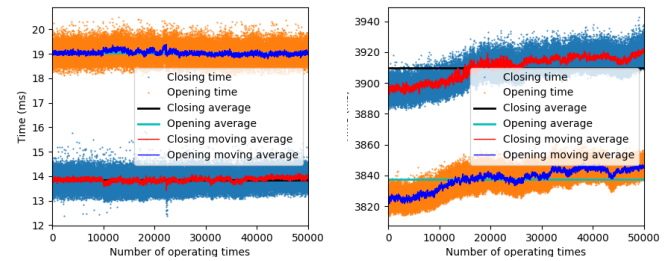 20
19
18
17
16
15
14
13
12
Time (ms)
0
10000
20000
30000
40000
50000
Number of operating times
Closing time
Opening time
Closing average
Opening average
Closing moving average
Opening moving average
3940
3920
3900
3880
3860
3840
3820
0
10000
20000
30000
40000
50000
Number of operating times
Closing time
Opening time
Closing average
Opening average
Closing moving average
Opening moving average